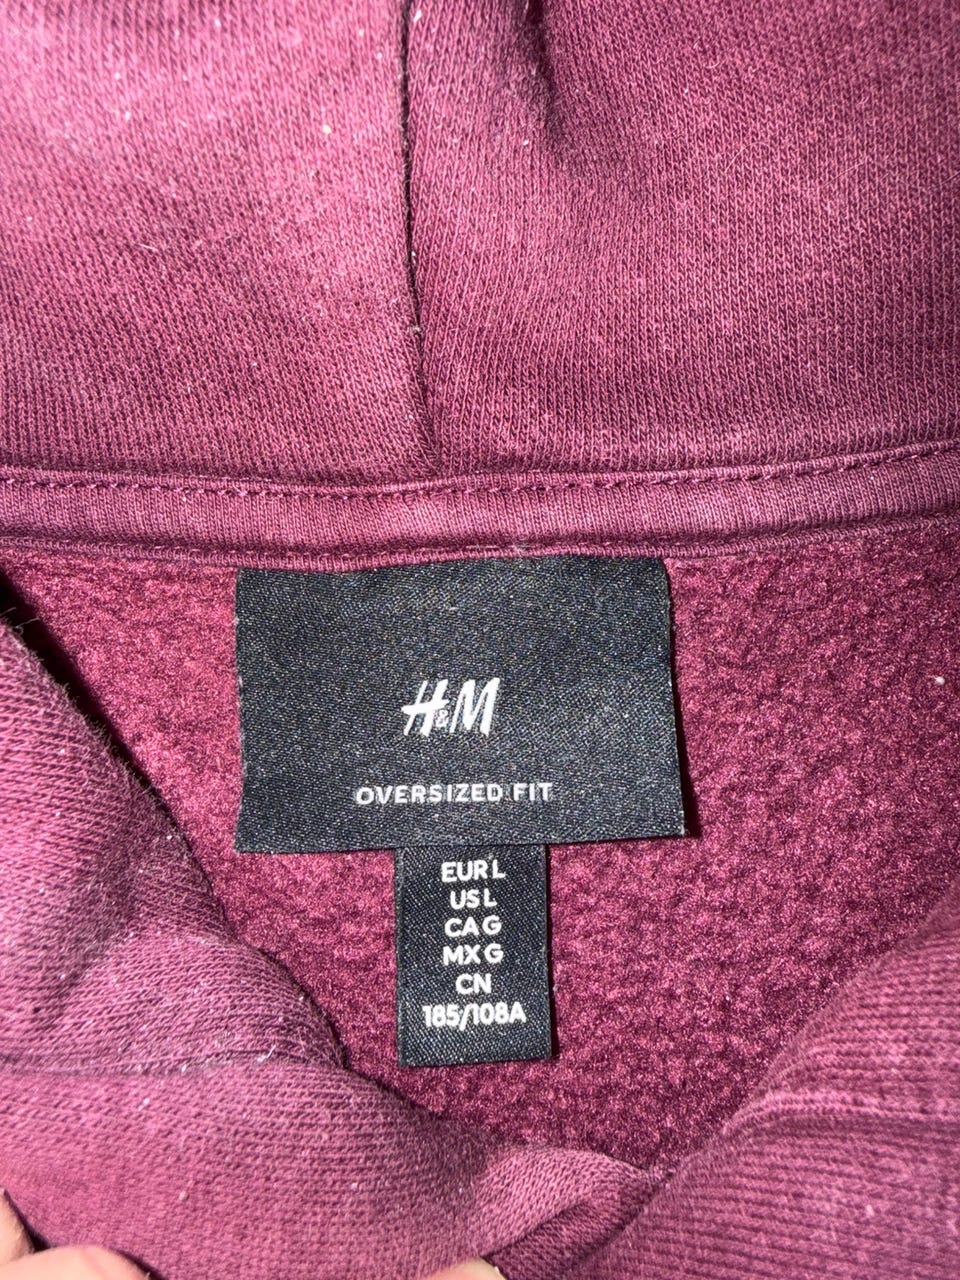 H&M
OVERSIZED FIT
EUR L
US L
CA G
MX G
CN
185/108A